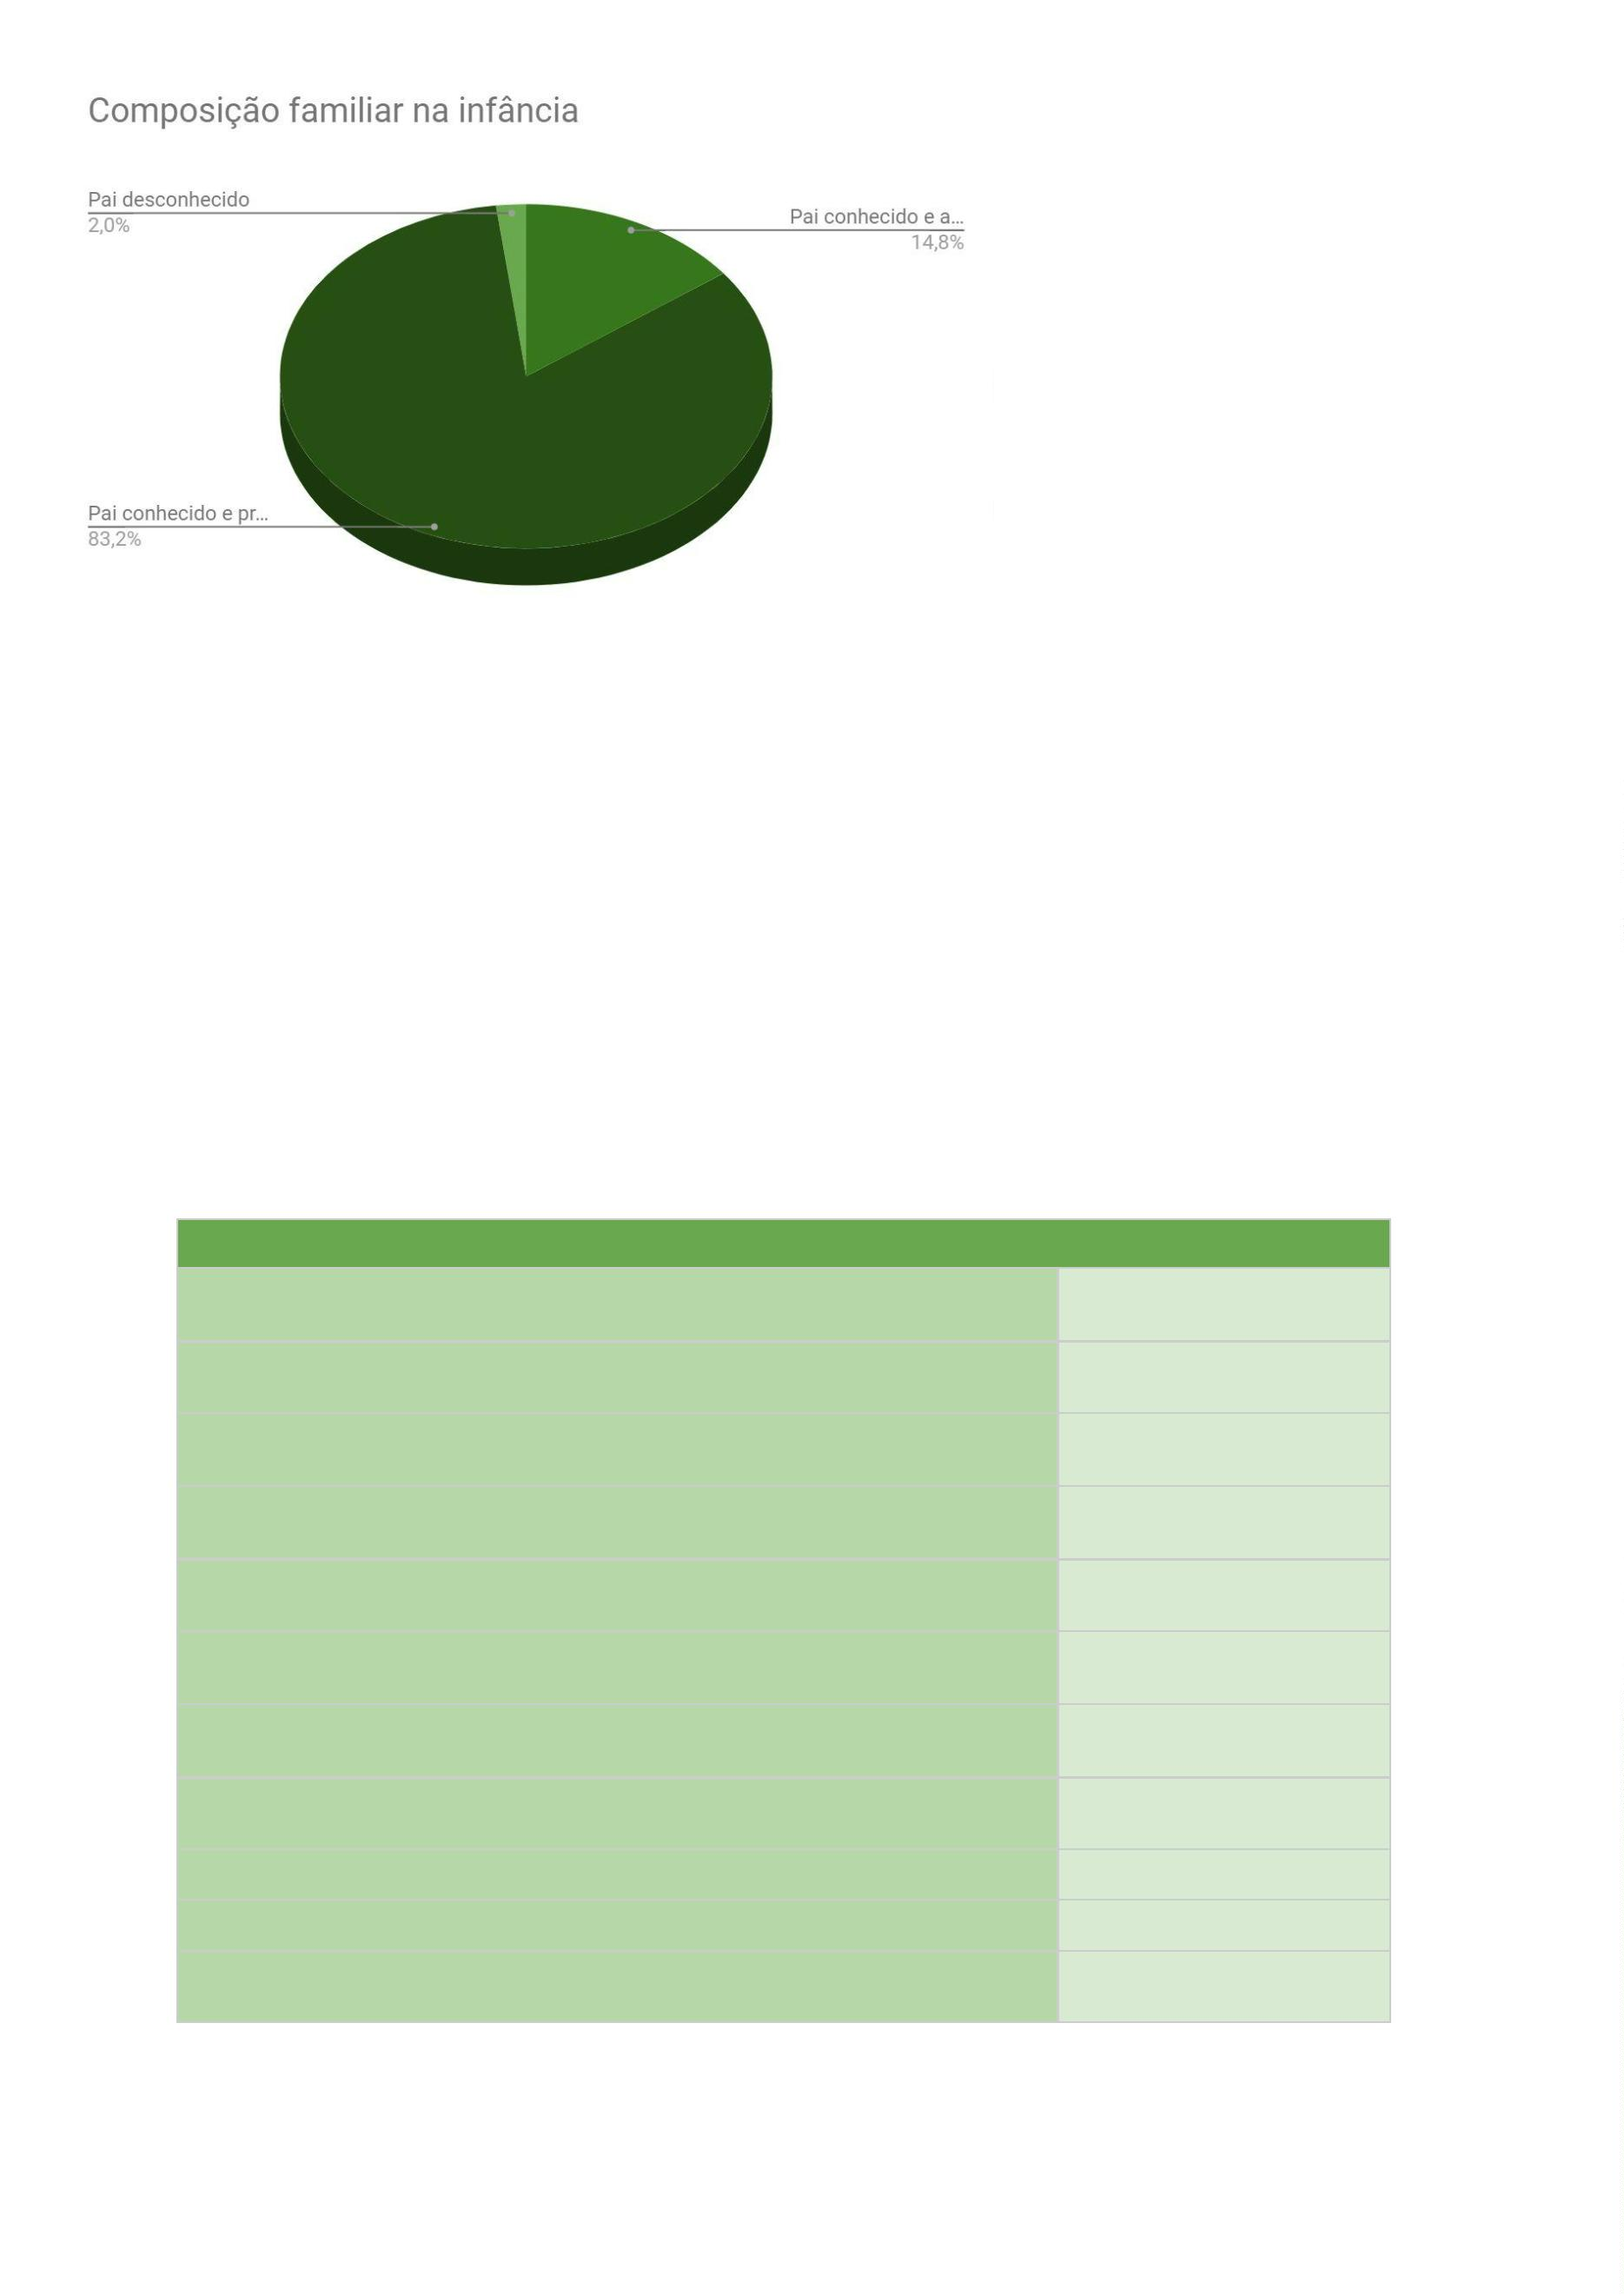 Composição familiar na infância
Pai desconhecido
2,0%
Pai conhecido e a…
14,8%
Pai conhecido e pr…
83,2%